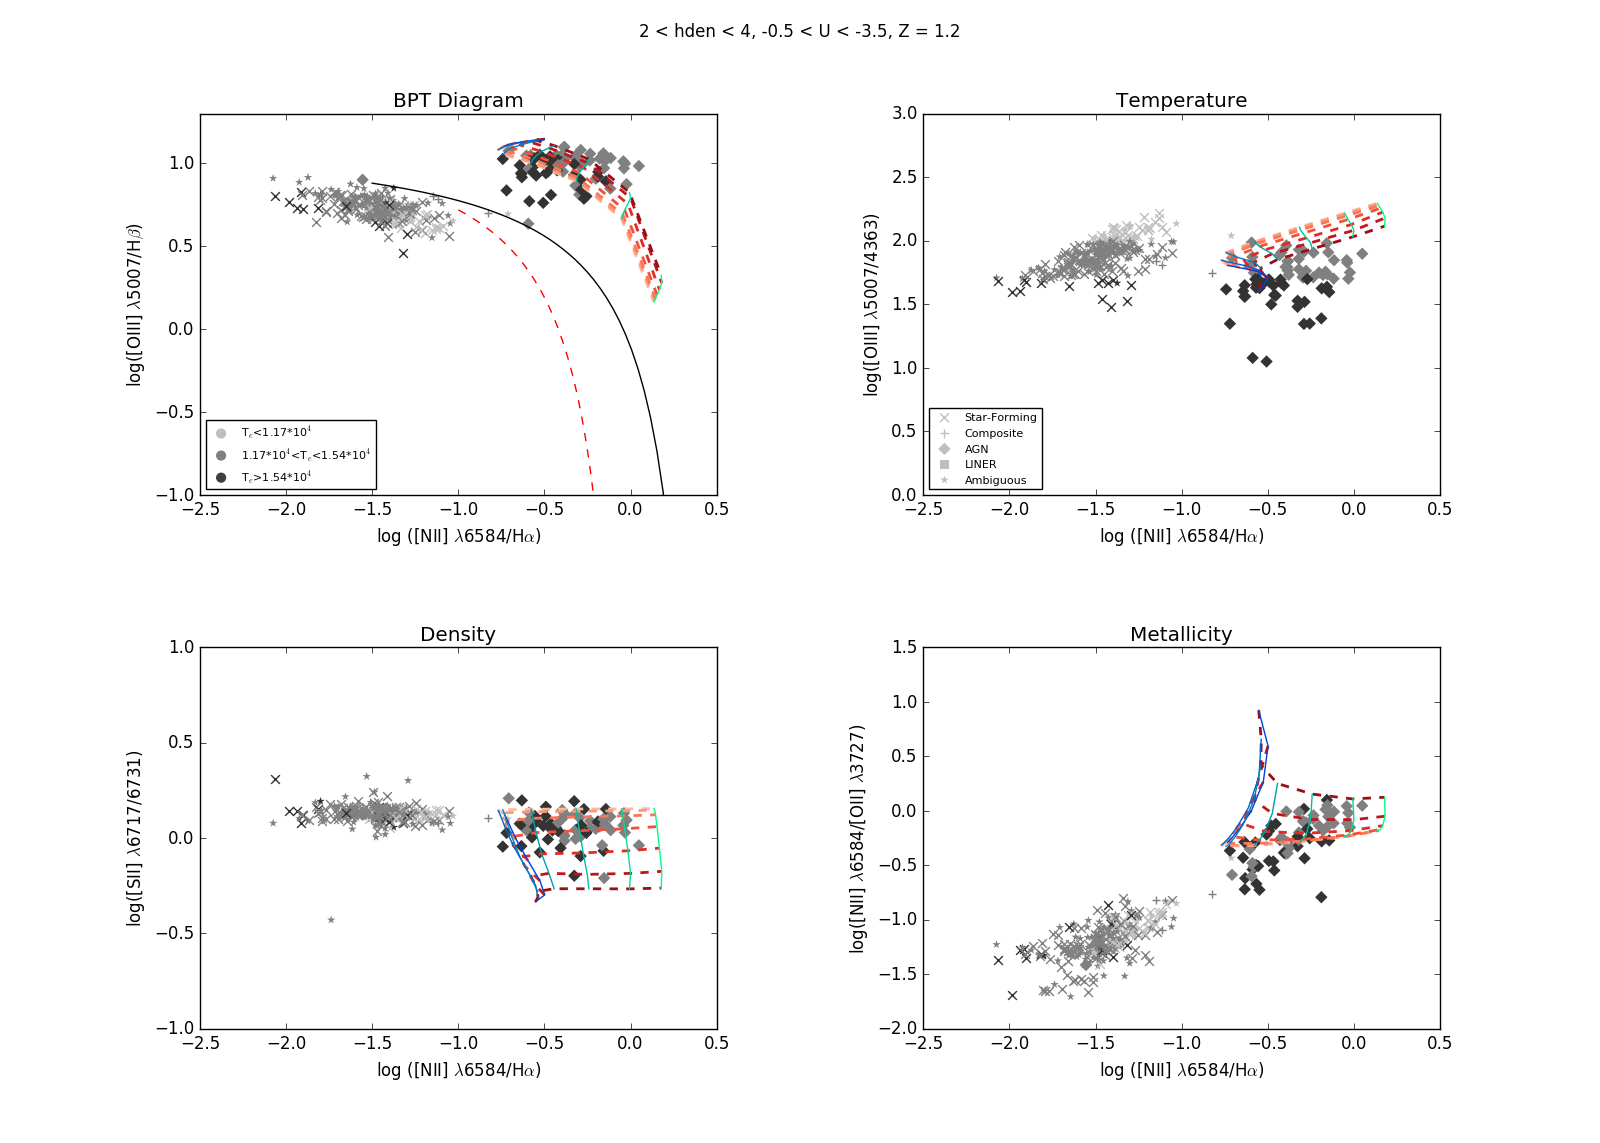 2 < hden < 4, -0.5 < U < -3.5, Z = 1.2
BPT Diagram
1.0
0.5
0.0
−0.5
−1.0
log([OIII] λ5007/Hβ)
T_e<1.17*10^4
1.17*10^4<T_e<1.54*10^4
T_e>1.54*10^4
−2.5 −2.0 −1.5 −1.0 −0.5 0.0 0.5
log ([NII] λ6584/Hα)
Temperature
3.0
2.5
2.0
1.5
1.0
0.5
0.0
log([OIII] λ5007/4363)
Star-Forming
Composite
AGN
LINER
Ambiguous
−2.5 −2.0 −1.5 −1.0 −0.5 0.0 0.5
log ([NII] λ6584/Hα)
Density
1.0
0.5
0.0
−0.5
−1.0
log([SII] λ6717/6731)
−2.5 −2.0 −1.5 −1.0 −0.5 0.0 0.5
log ([NII] λ6584/Hα)
Metallicity
1.5
1.0
0.5
0.0
−0.5
−1.0
−1.5
−2.0
log([NII] λ6584/[OII] λ3727)
−2.5 −2.0 −1.5 −1.0 −0.5 0.0 0.5
log ([NII] λ6584/Hα)